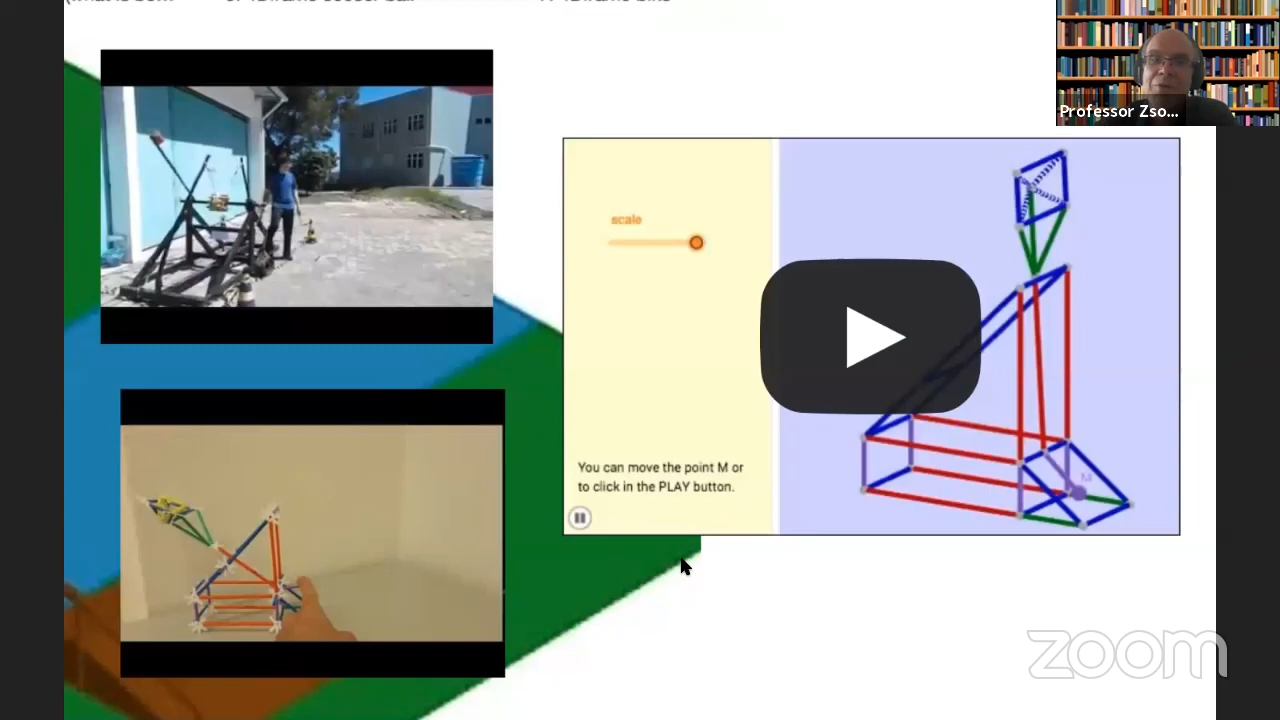 Professor Zso...
scale
You can move the point M or
to click in the PLAY button.
M
zoom